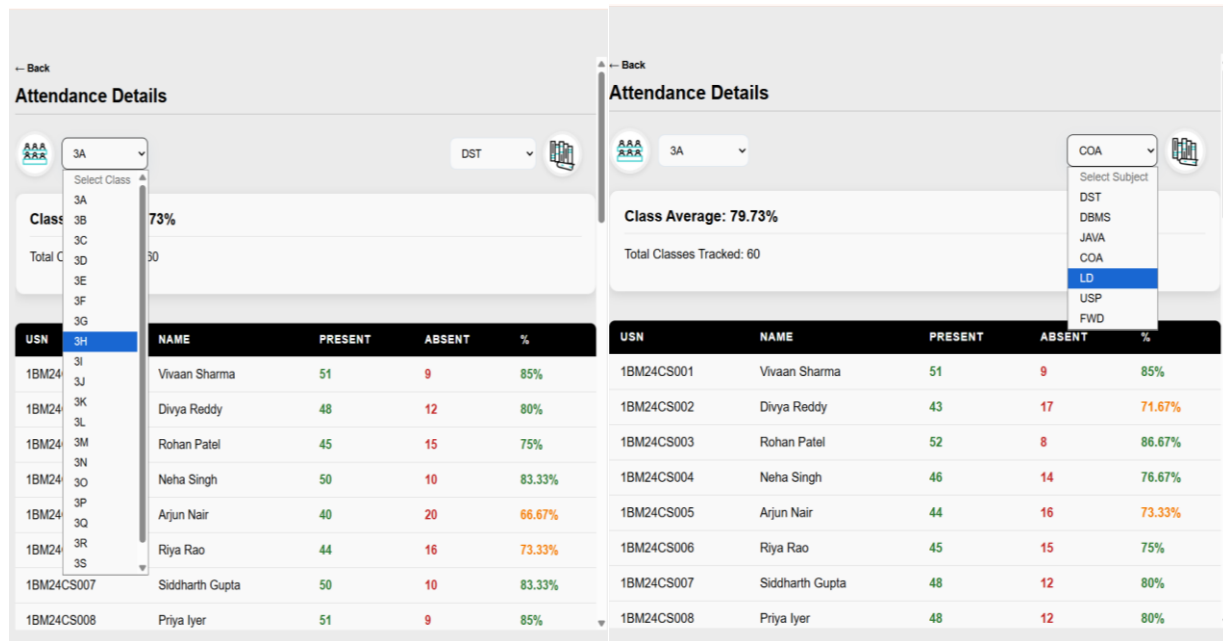 ← Back
Attendance Details
3A
DST
Select Class
3A
3B
3C
3D
3E
3F
3G
3H
3I
3J
3K
3L
3M
3N
3O
3P
3Q
3R
3S
Class 73%
Total C 60
USN NAME PRESENT ABSENT %
1BM24 Vivaan Sharma 51 9 85%
1BM24 Divya Reddy 48 12 80%
1BM24 Rohan Patel 45 15 75%
1BM24 Neha Singh 50 10 83.33%
1BM24 Arjun Nair 40 20 66.67%
1BM24 Riya Rao 44 16 73.33%
1BM24CS007 Siddharth Gupta 50 10 83.33%
1BM24CS008 Priya Iyer 51 9 85%
← Back
Attendance Details
3A
COA
Select Subject
DST
DBMS
JAVA
COA
LD
USP
FWD
Class Average: 79.73%
Total Classes Tracked: 60
USN NAME PRESENT ABSENT %
1BM24CS001 Vivaan Sharma 51 9 85%
1BM24CS002 Divya Reddy 43 17 71.67%
1BM24CS003 Rohan Patel 52 8 86.67%
1BM24CS004 Neha Singh 46 14 76.67%
1BM24CS005 Arjun Nair 44 16 73.33%
1BM24CS006 Riya Rao 45 15 75%
1BM24CS007 Siddharth Gupta 48 12 80%
1BM24CS008 Priya Iyer 48 12 80%